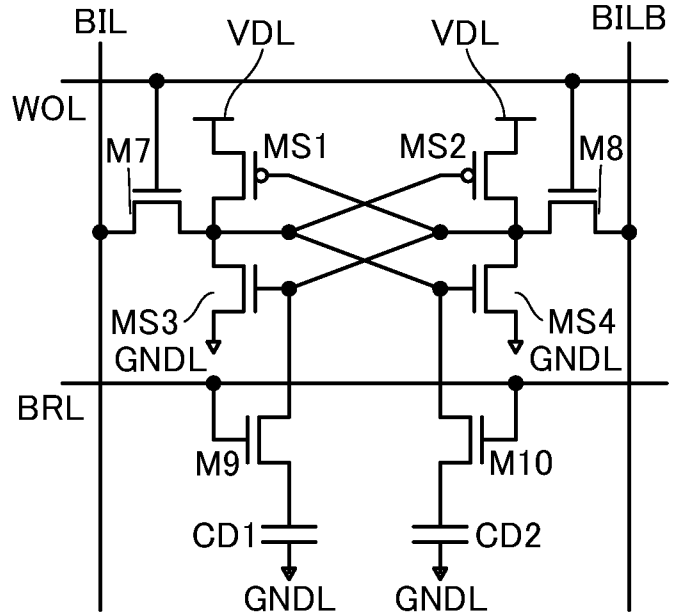 BIL
BILB
VDL
VDL
WOL
M7
MS1
MS2
M8
MS3
MS4
GNDL
GNDL
BRL
M9
M10
CD1
CD2
GNDL
GNDL